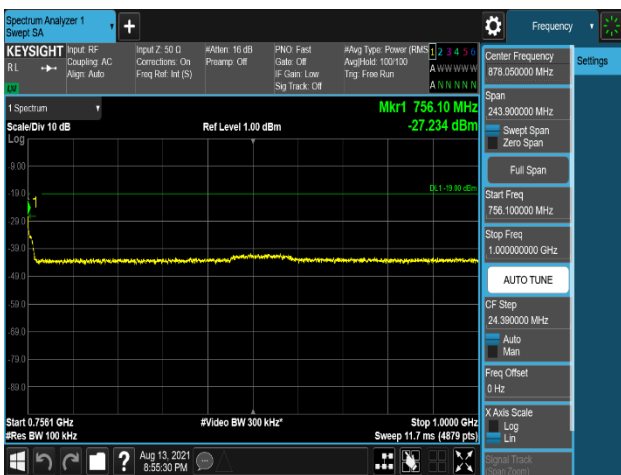 Spectrum Analyzer 1
Swept SA
Frequency
KEYSIGHT
RL
Input: RF
Coupling: AC
Align: Auto
Input Z: 50 Ω
Corrections: On
Freq Ref: Int (S)
#Atten: 16 dB
Preamp: Off
PNO: Fast
Gate: Off
IF Gain: Low
Sig Track: Off
#Avg Type: Power (RMS
Avg|Hold: 100/100
Trig: Free Run
1 2 3 4 5 6
A W W W W W
A N N N N N
1 Spectrum
Scale/Div 10 dB
Ref Level 1.00 dBm
Mkr1 756.10 MHz
-27.234 dBm
Log
-9.00
-19.0
-29.0
-39.0
-49.0
-59.0
-69.0
-79.0
-89.0
1
DL1 -19.00 dBm
Start 0.7561 GHz
#Res BW 100 kHz
#Video BW 300 kHz*
Stop 1.0000 GHz
Sweep 11.7 ms (4879 pts)
Aug 13, 2021
8:55:30 PM
Center Frequency
878.050000 MHz
Settings
Span
243.900000 MHz
Swept Span
Zero Span
Full Span
Start Freq
756.100000 MHz
Stop Freq
1.000000000 GHz
AUTO TUNE
CF Step
24.390000 MHz
Auto
Man
Freq Offset
0 Hz
X Axis Scale
Log
Lin
Signal Track
(Span Zoom)